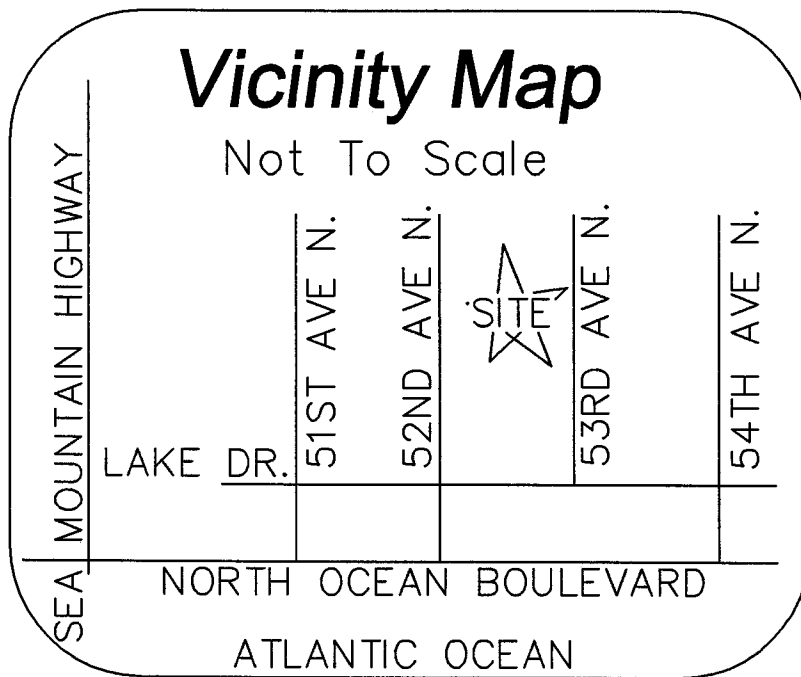 Vicinity Map
Not To Scale
SEA MOUNTAIN HIGHWAY
51ST AVE N.
52ND AVE N.
SITE
53RD AVE N.
54TH AVE N.
LAKE DR.
NORTH OCEAN BOULEVARD
ATLANTIC OCEAN